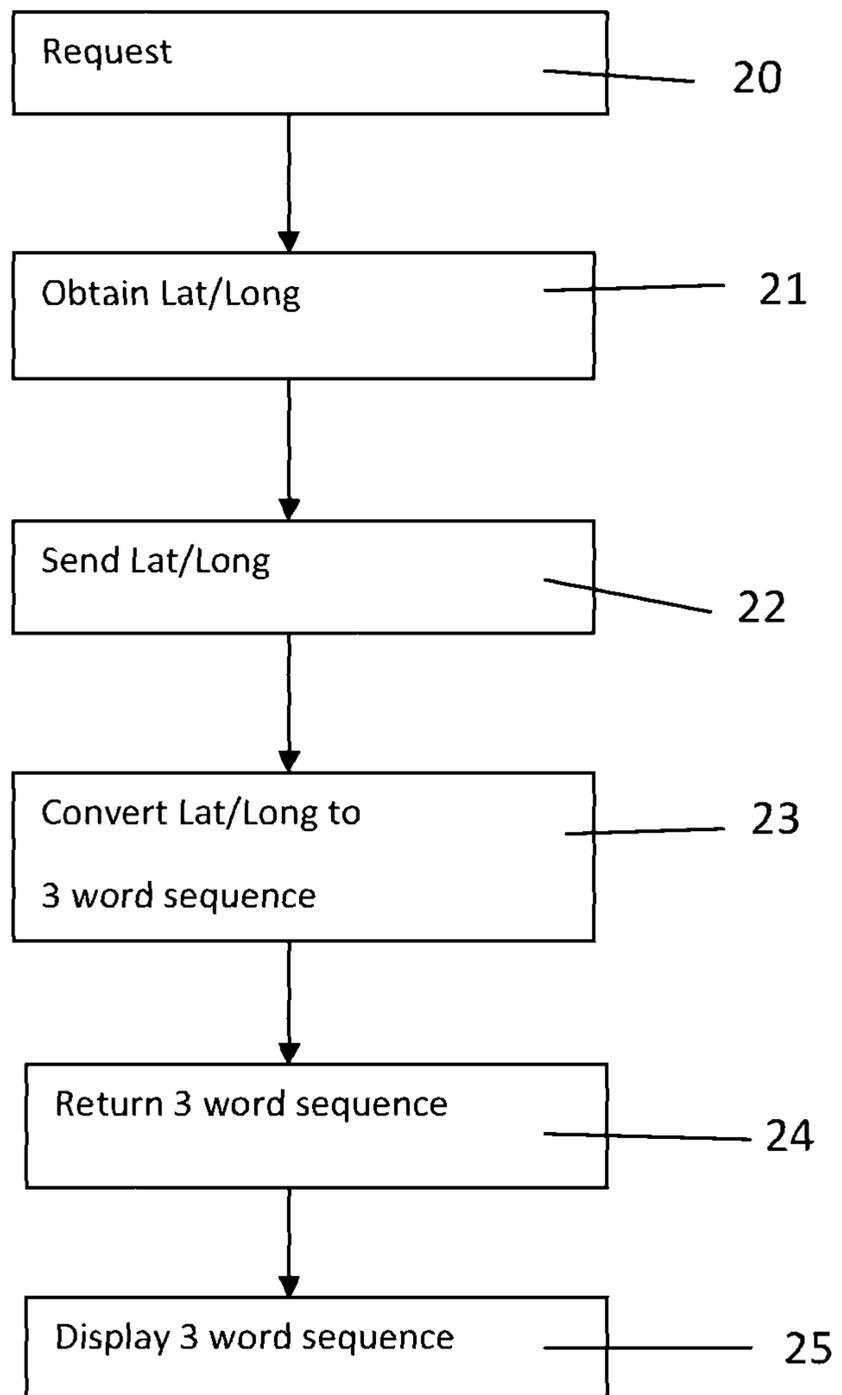 Request
20
Obtain Lat/Long
21
Send Lat/Long
22
Convert Lat/Long to
23
3 word sequence
Return 3 word sequence
24
Display 3 word sequence
25